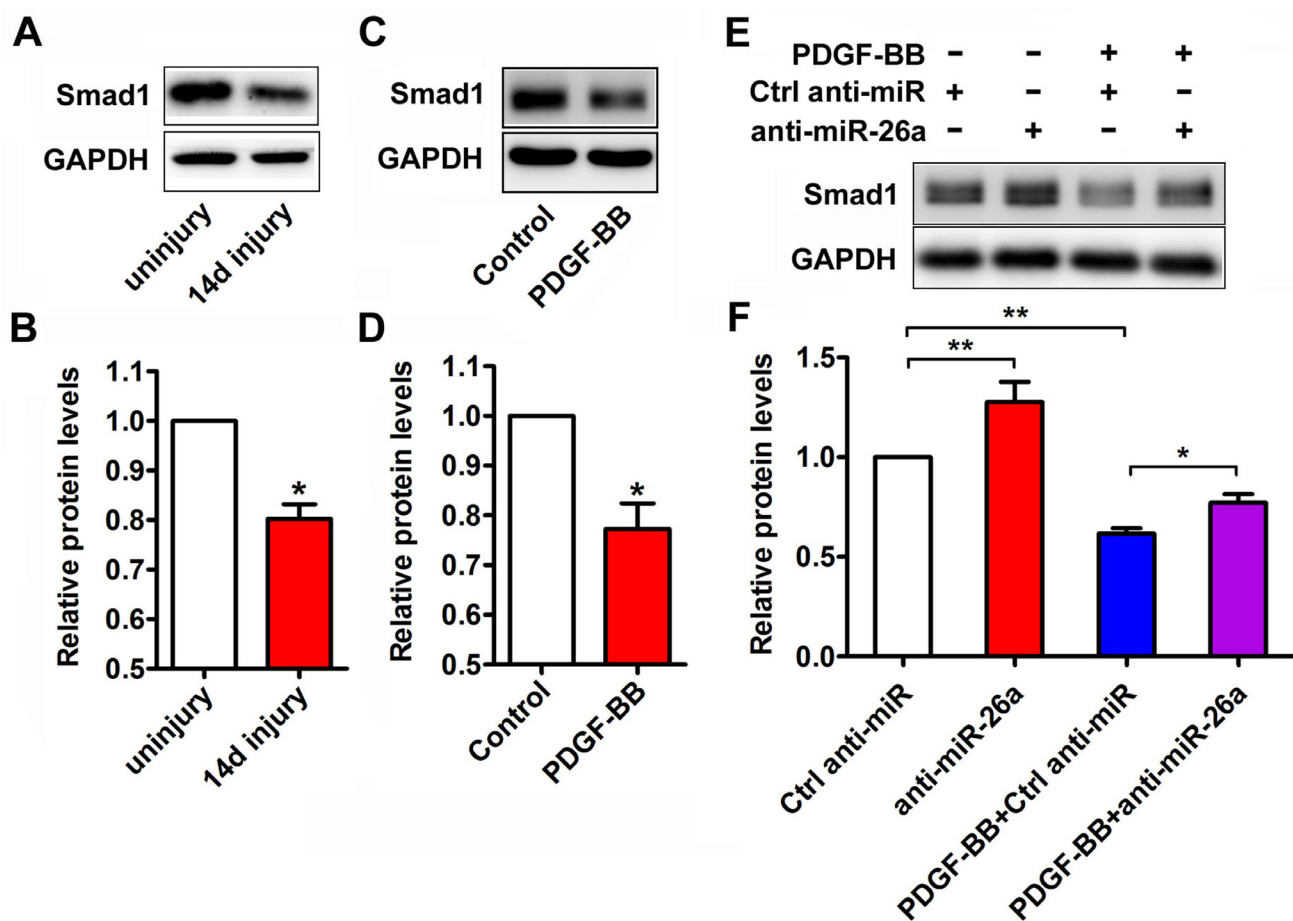 A
Smad1
GAPDH
uninjury
14d injury
B
Relative protein levels
1.1
1.0
0.9
0.8
0.7
0.6
0.5
*
uninjury
14d injury
C
Smad1
GAPDH
Control
PDGF-BB
D
Relative protein levels
1.1
1.0
0.9
0.8
0.7
0.6
0.5
*
Control
PDGF-BB
E
PDGF-BB - - + +
Ctrl anti-miR + - + -
anti-miR-26a - + - +
Smad1
GAPDH
F
Relative protein levels
1.5
1.0
0.5
0.0
**
**
*
Ctrl anti-miR
anti-miR-26a
PDGF-BB+Ctrl anti-miR
PDGF-BB+anti-miR-26a